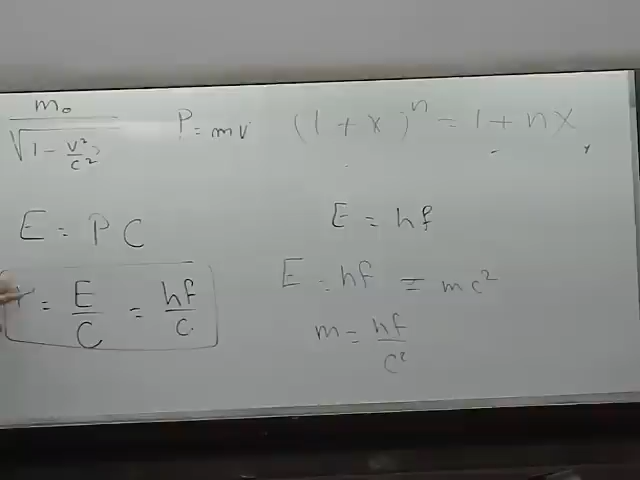 m₀ / √(1 - v²/c²)
P = mv
(1 + x)ⁿ = 1 + nx
E = PC
E = hf
= E/C = hf/c
E = hf = mc²
m = hf/c²